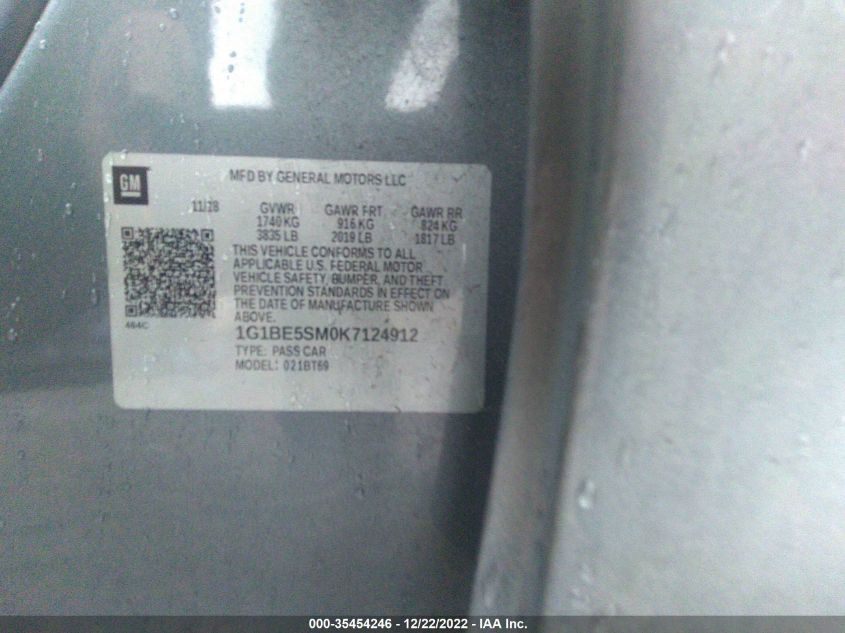 GM
MFD BY GENERAL MOTORS LLC
11/18 GVWR GAWR FRT GAWR RR
1740 KG 916 KG 824 KG
3835 LB 2019 LB 1817 LB
THIS VEHICLE CONFORMS TO ALL
APPLICABLE U.S. FEDERAL MOTOR
VEHICLE SAFETY, BUMPER, AND THEFT
PREVENTION STANDARDS IN EFFECT ON
THE DATE OF MANUFACTURE SHOWN
ABOVE.
464C
1G1BE5SM0K7124912
TYPE: PASS CAR
MODEL: 021BT69
000-35454246 - 12/22/2022 - IAA Inc.